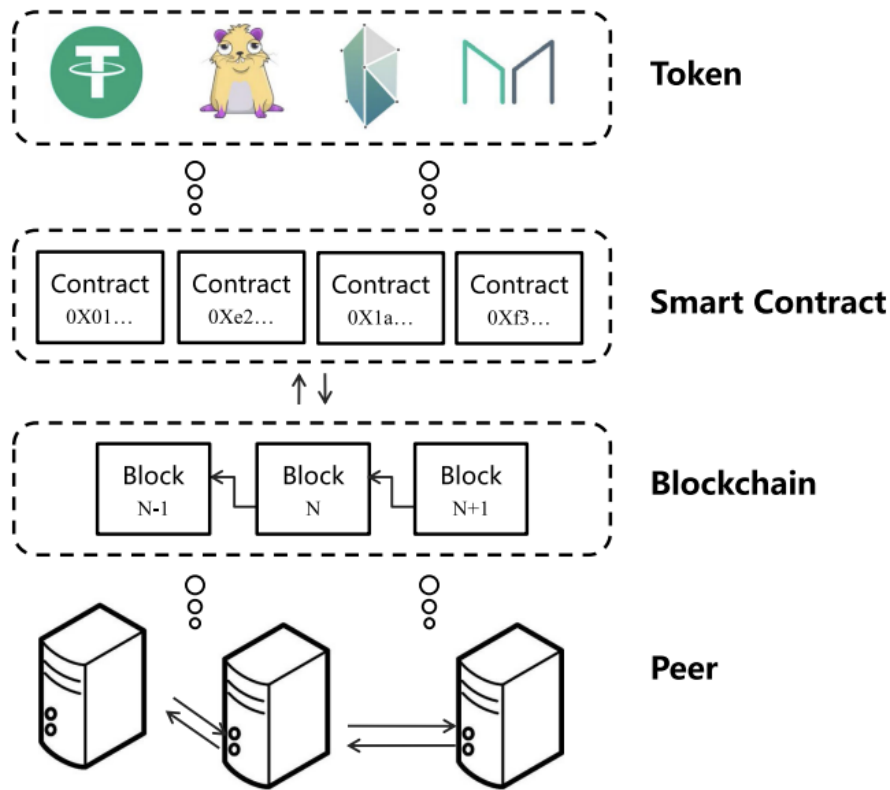 Token
Contract
0X01...
Contract
0Xe2...
Contract
0X1a...
Contract
0Xf3...
Smart Contract
Block
N-1
Block
N
Block
N+1
Blockchain
Peer